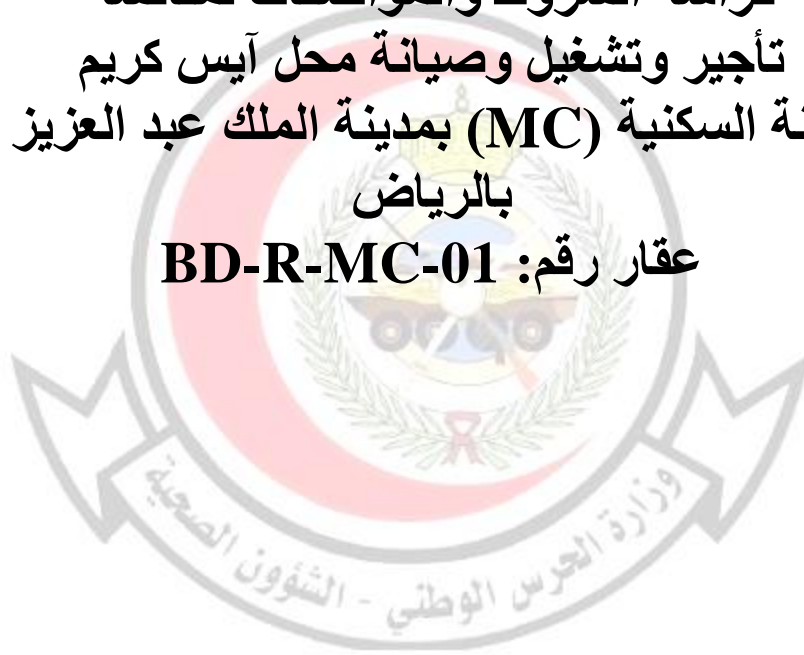 تأجير وتشغيل وصيانة محل آيس كريم
السكنية (MC) بمدينة الملك عبد العزيز
بالرياض
عقار رقم: BD-R-MC-01
وزارة الحرس الوطني - الشؤون الصحية